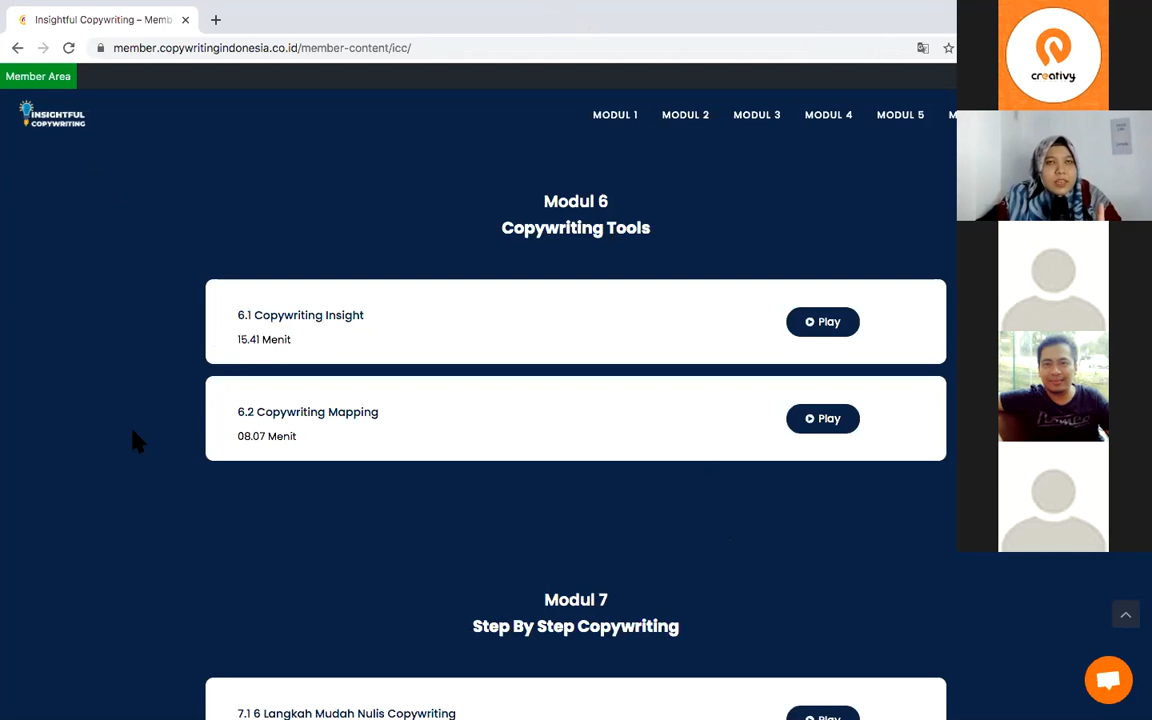 Insightful Copywriting – Memb
member.copywritingindonesia.co.id/member-content/icc/
Member Area
INSIGHTFUL
COPYWRITING
MODUL 1
MODUL 2
MODUL 3
MODUL 4
MODUL 5
M
creativy
Modul 6
Copywriting Tools
6.1 Copywriting Insight
15.41 Menit
Play
6.2 Copywriting Mapping
08.07 Menit
Play
Modul 7
Step By Step Copywriting
7.1 6 Langkah Mudah Nulis Copywriting
Play